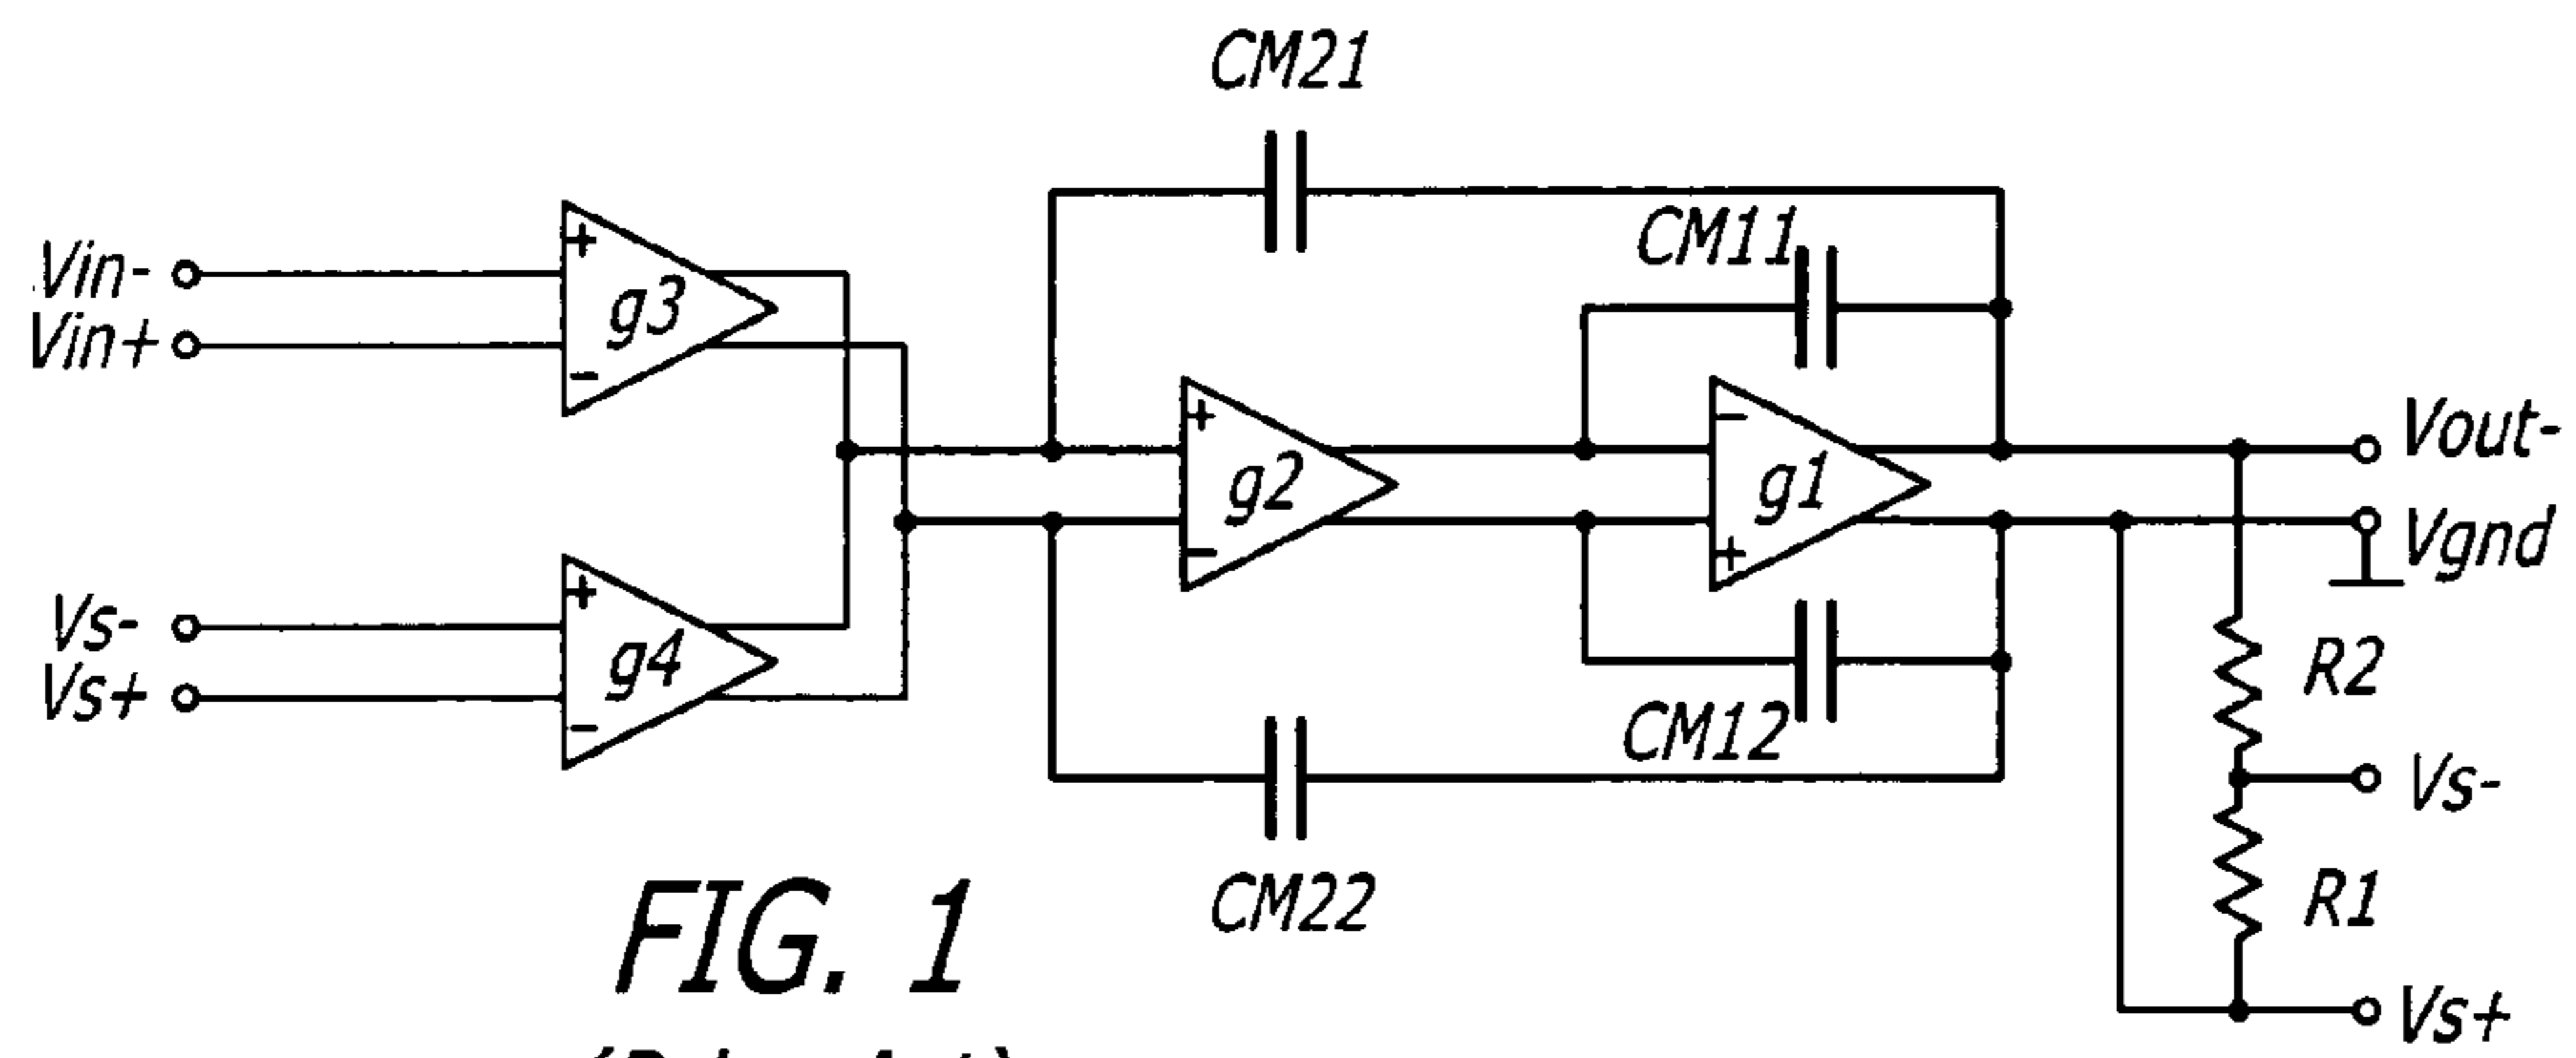 CM21
CM11
Vin-
Vin+
+
g3
-
+
g2
-
-
g1
+
Vout-
Vgnd
Vs-
Vs+
+
g4
-
CM12
CM22
R2
Vs-
R1
Vs+
FIG. 1